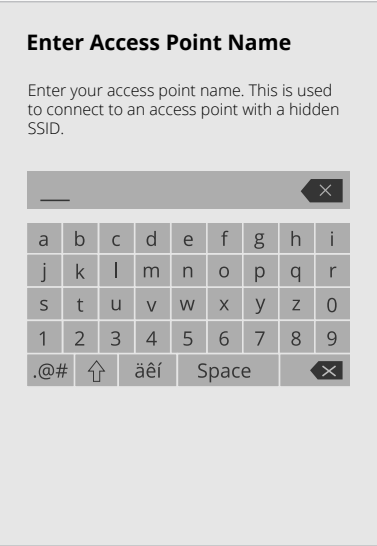 Enter Access Point Name
Enter your access point name. This is used
to connect to an access point with a hidden
SSID.
a b c d e f g h i
j k l m n o p q r
s t u v w x y z 0
1 2 3 4 5 6 7 8 9
.@# äêí Space